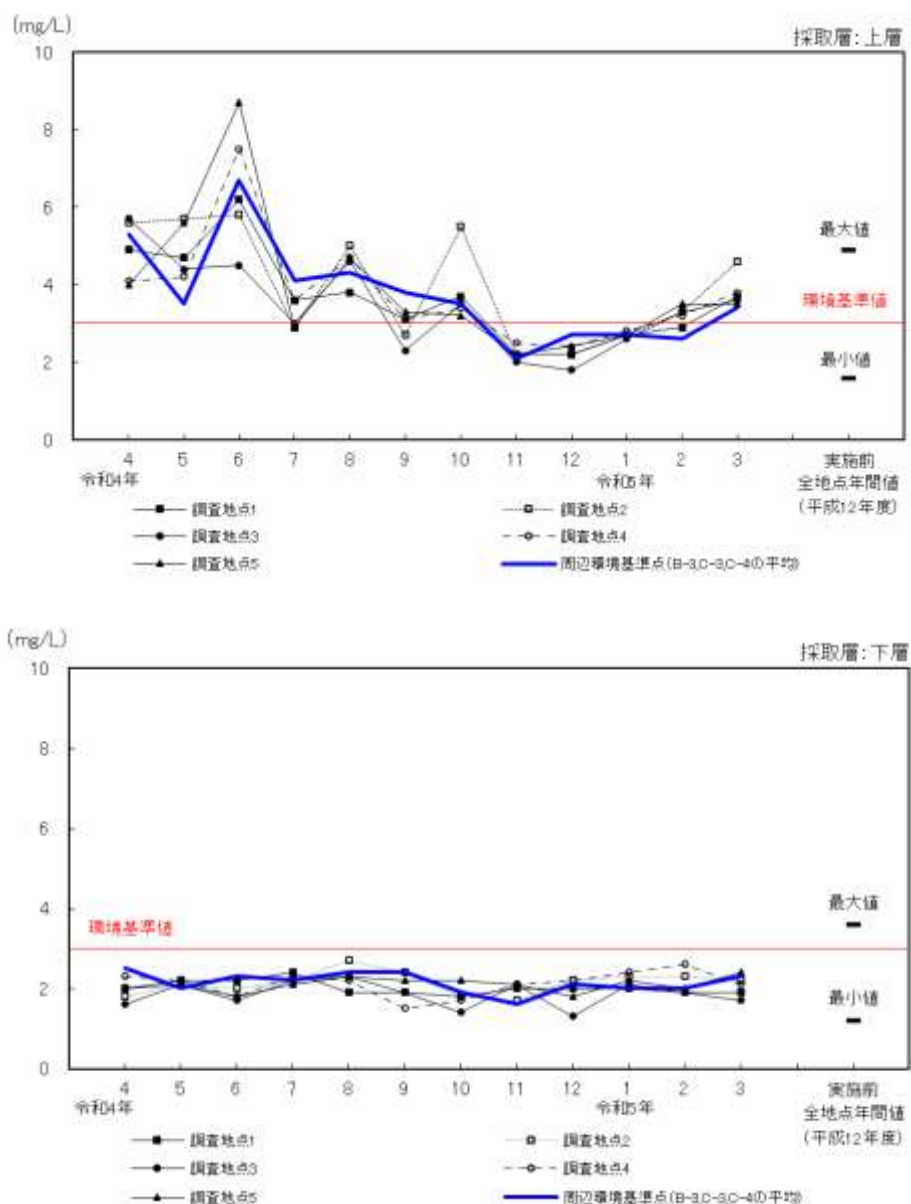 (mg/L)
採取層:上層
10
8
6
4
2
0
最大値
環境基準値
最小値
4 5 6 7 8 9 10 11 12 1 2 3
令和4年 令和5年
実施前
全地点年間値
(平成12年度)
調査地点1 調査地点2
調査地点3 調査地点4
調査地点5 周辺環境基準点(B-3,C-3,C-4の平均)
(mg/L)
採取層:下層
10
8
6
4
2
0
環境基準値
最大値
最小値
4 5 6 7 8 9 10 11 12 1 2 3
令和4年 令和5年
実施前
全地点年間値
(平成12年度)
調査地点1 調査地点2
調査地点3 調査地点4
調査地点5 周辺環境基準点(B-3,C-3,C-4の平均)